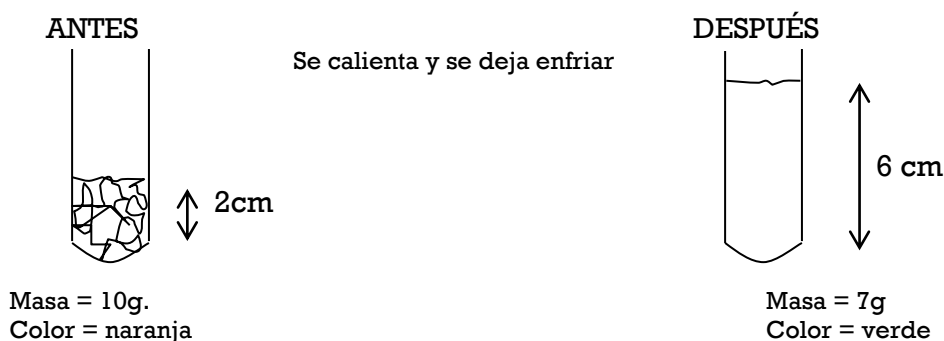 ANTES
DESPUÉS
Se calienta y se deja enfriar
2cm
6 cm
Masa = 10g.
Color = naranja
Masa = 7g
Color = verde